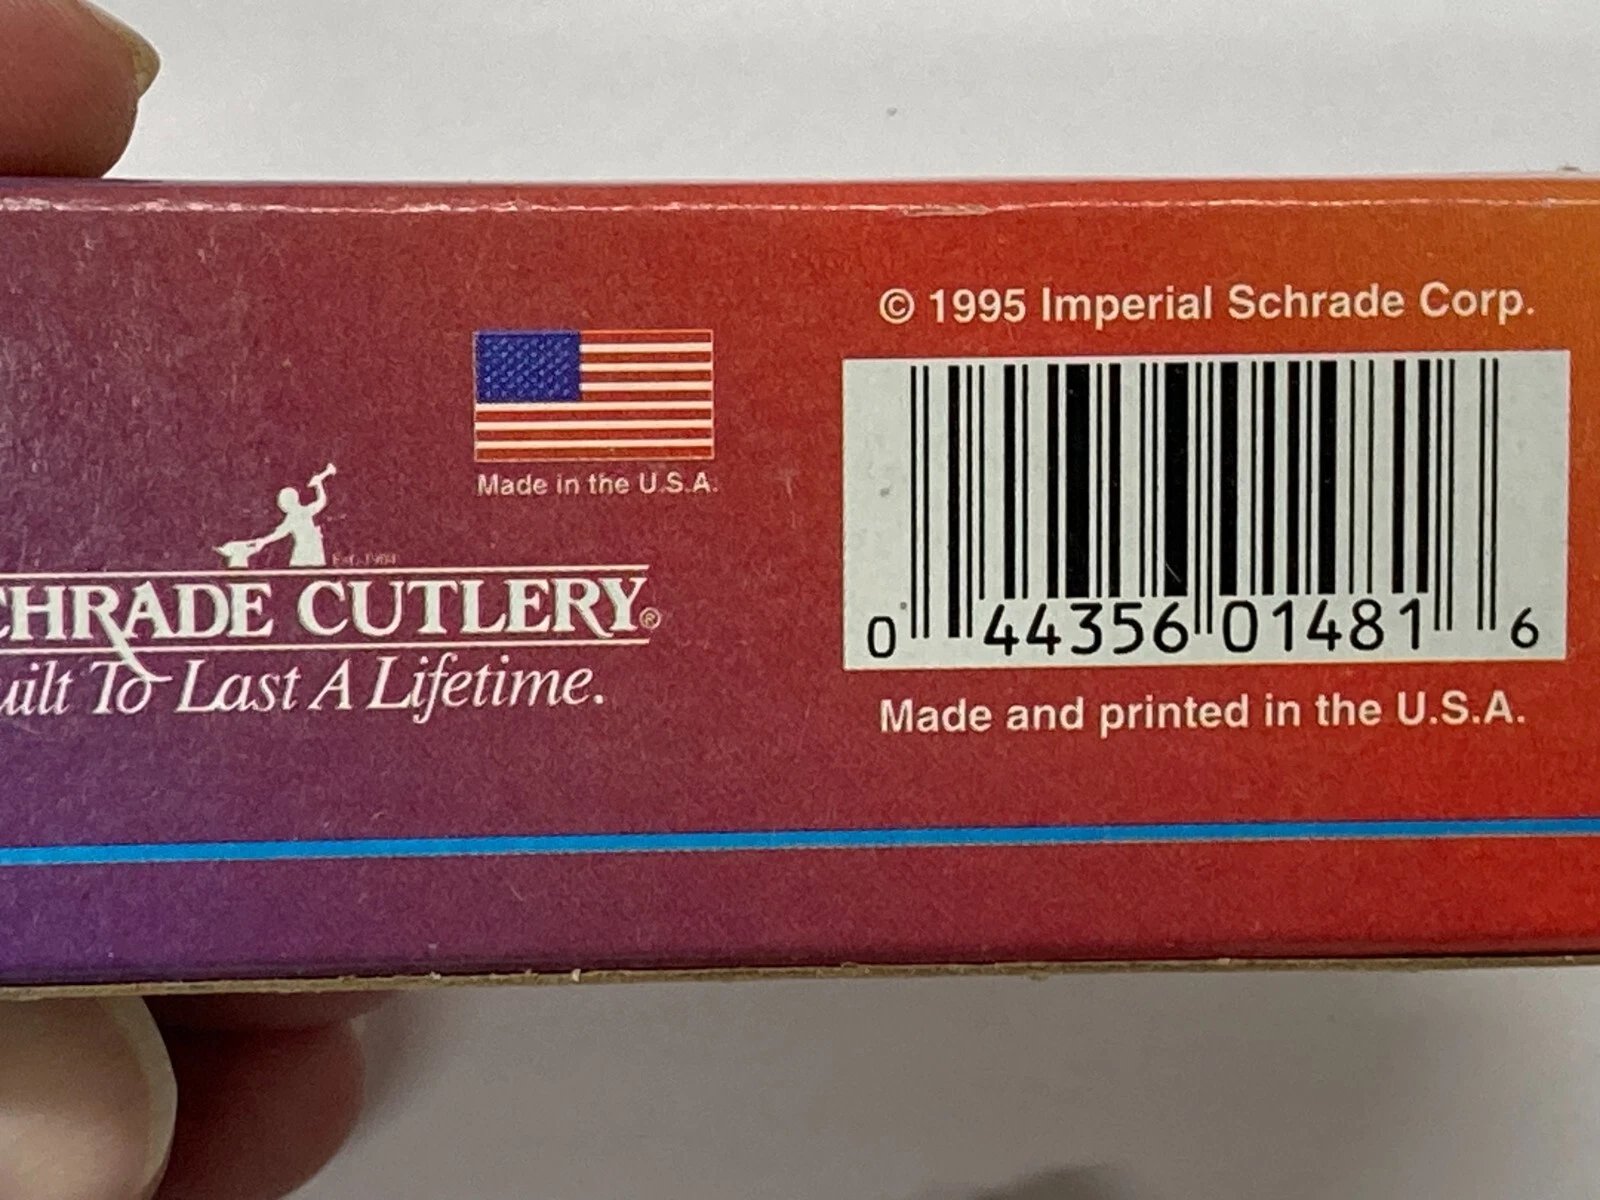 © 1995 Imperial Schrade Corp.
Made in the U.S.A.
CHRADE CUTLERY®
uilt To Last A Lifetime.
0 44356 01481 6
Made and printed in the U.S.A.